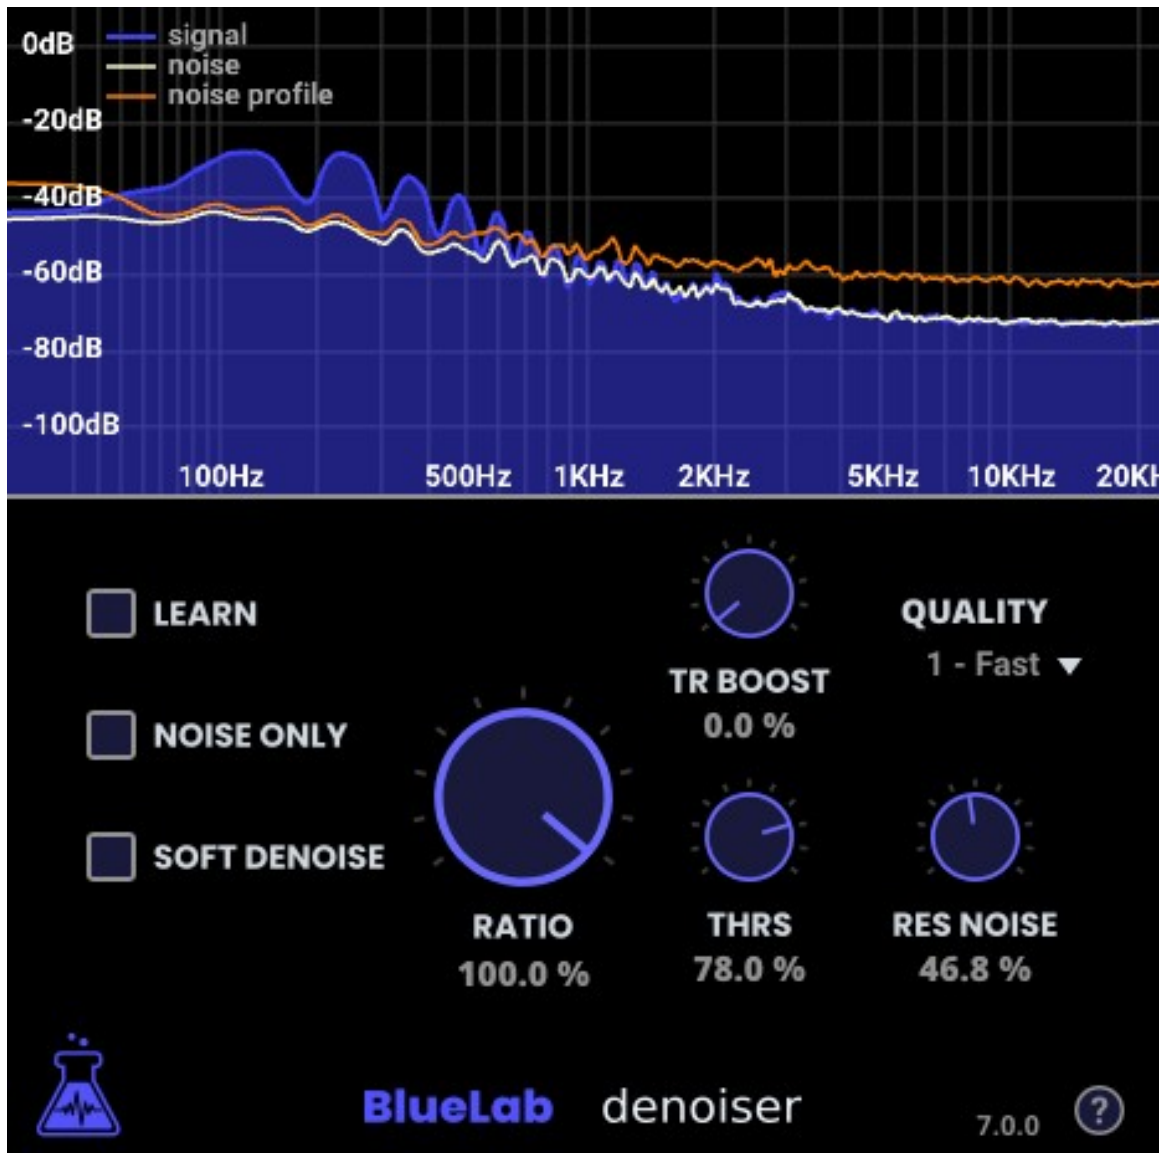 0dB
signal
noise
noise profile
-20dB
-40dB
-60dB
-80dB
-100dB
100Hz 500Hz 1KHz 2KHz 5KHz 10KHz 20KH
LEARN
NOISE ONLY
SOFT DENOISE
RATIO
100.0 %
TR BOOST
0.0 %
THRS
78.0 %
QUALITY
1 - Fast
RES NOISE
46.8 %
BlueLab denoiser
7.0.0
?